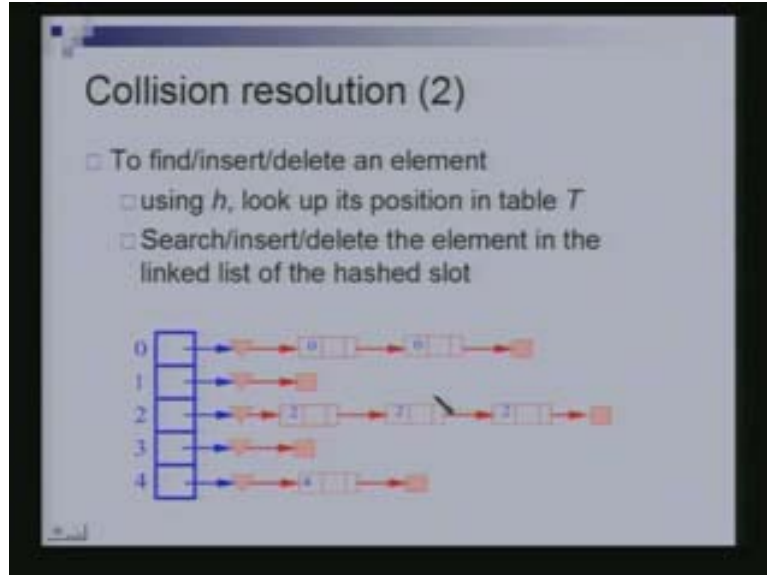 Collision resolution (2)
To find/insert/delete an element
using h, look up its position in table T
Search/insert/delete the element in the
linked list of the hashed slot
0 0 0
1
2 2 2 2
3
4 4